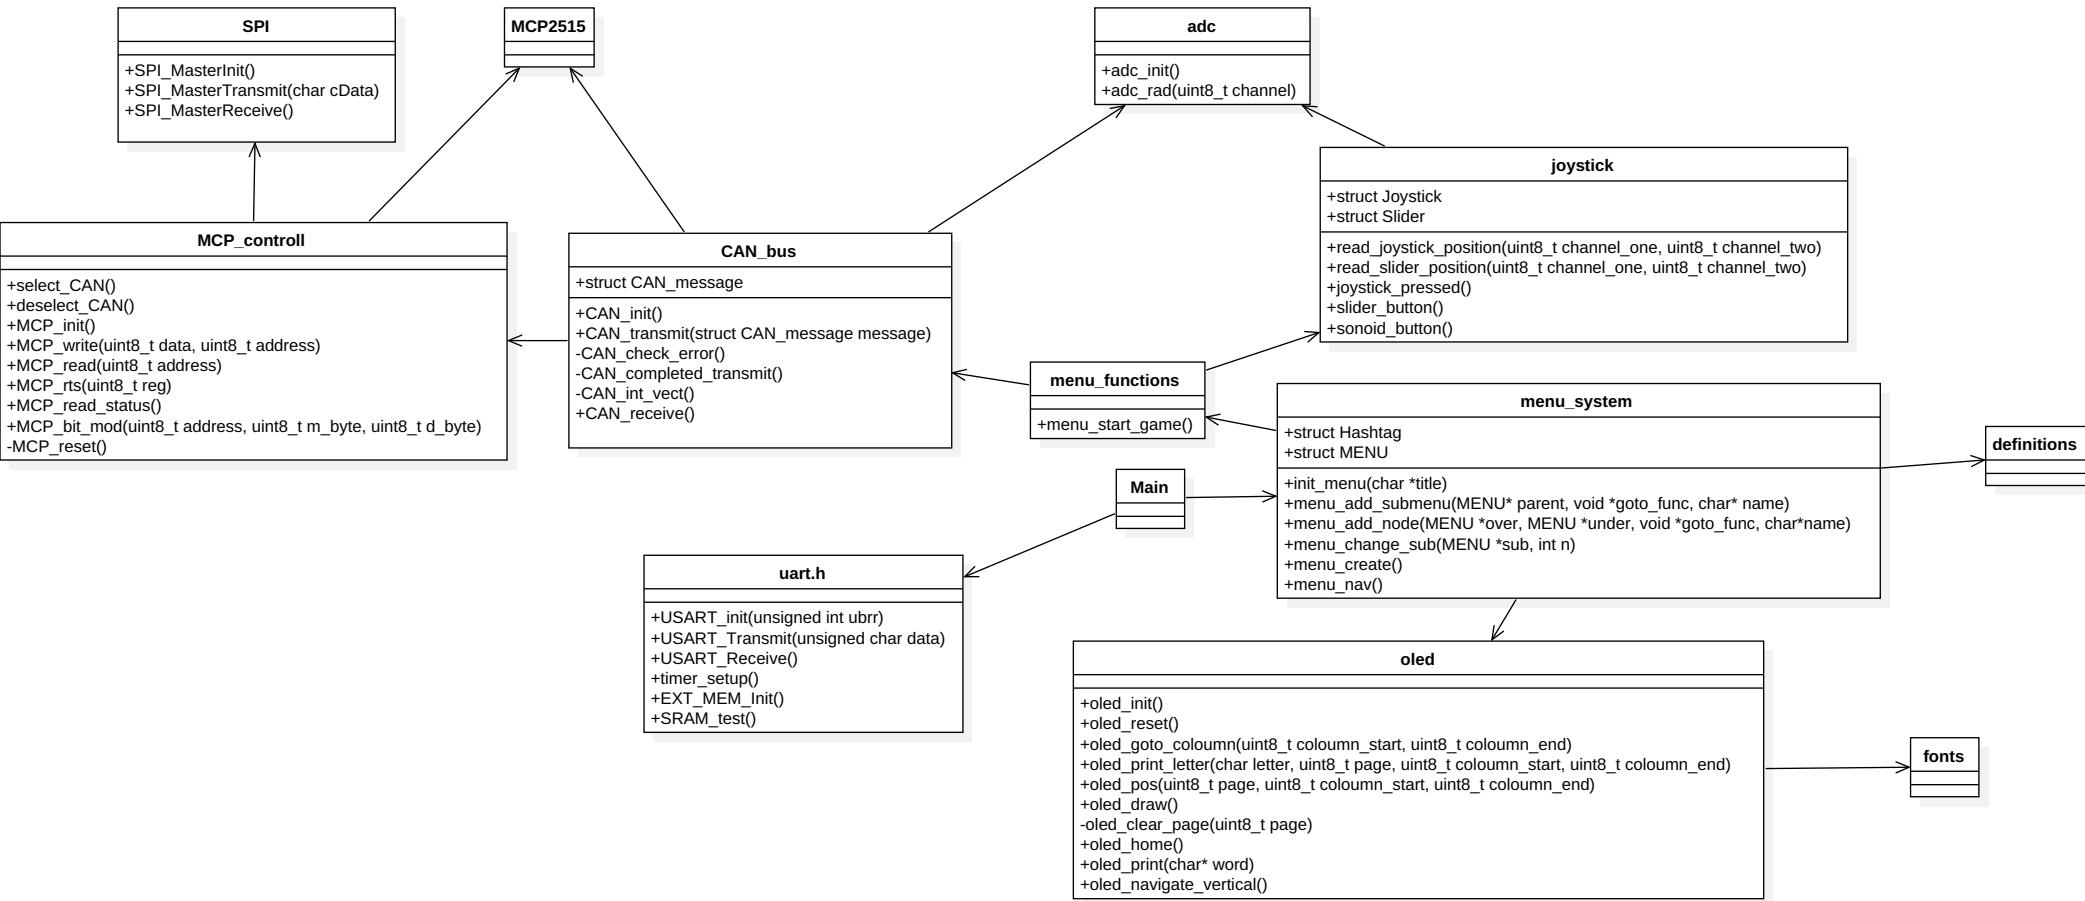 SPI
+SPI_MasterInit()
+SPI_MasterTransmit(char cData)
+SPI_MasterReceive()
MCP2515
adc
+adc_init()
+adc_rad(uint8_t channel)
joystick
+struct Joystick
+struct Slider
+read_joystick_position(uint8_t channel_one, uint8_t channel_two)
+read_slider_position(uint8_t channel_one, uint8_t channel_two)
+joystick_pressed()
+slider_button()
+sonoid_button()
MCP_controll
+select_CAN()
+deselect_CAN()
+MCP_init()
+MCP_write(uint8_t data, uint8_t address)
+MCP_read(uint8_t address)
+MCP_rts(uint8_t reg)
+MCP_read_status()
+MCP_bit_mod(uint8_t address, uint8_t m_byte, uint8_t d_byte)
-MCP_reset()
CAN_bus
+struct CAN_message
+CAN_init()
+CAN_transmit(struct CAN_message message)
-CAN_check_error()
-CAN_completed_transmit()
-CAN_int_vect()
+CAN_receive()
menu_functions
+menu_start_game()
menu_system
+struct Hashtag
+struct MENU
+init_menu(char *title)
+menu_add_submenu(MENU* parent, void *goto_func, char* name)
+menu_add_node(MENU *over, MENU *under, void *goto_func, char*name)
+menu_change_sub(MENU *sub, int n)
+menu_create()
+menu_nav()
definitions
Main
uart.h
+USART_init(unsigned int ubrr)
+USART_Transmit(unsigned char data)
+USART_Receive()
+timer_setup()
+EXT_MEM_Init()
+SRAM_test()
oled
+oled_init()
+oled_reset()
+oled_goto_coloumn(uint8_t coloumn_start, uint8_t coloumn_end)
+oled_print_letter(char letter, uint8_t page, uint8_t coloumn_start, uint8_t coloumn_end)
+oled_pos(uint8_t page, uint8_t coloumn_start, uint8_t coloumn_end)
+oled_draw()
-oled_clear_page(uint8_t page)
+oled_home()
+oled_print(char* word)
+oled_navigate_vertical()
fonts